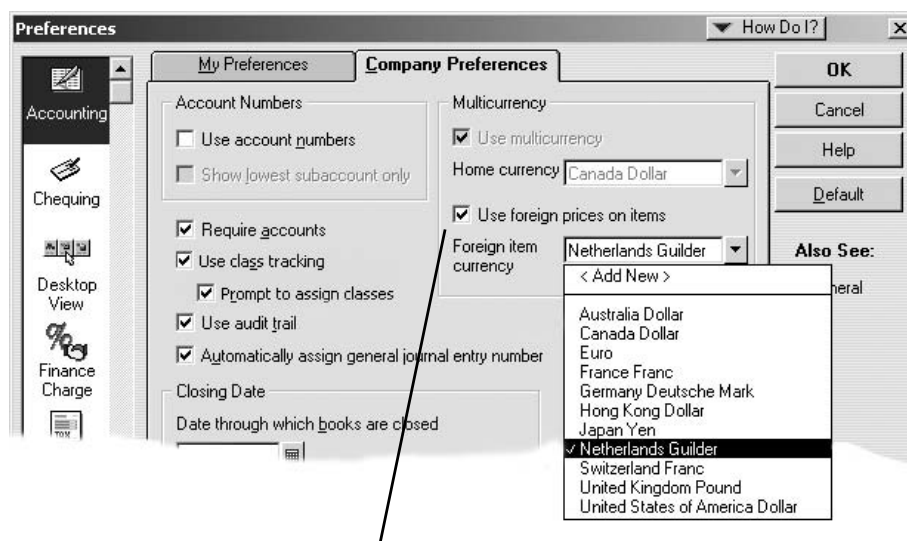 Preferences
How Do I?
Accounting
Chequing
Desktop
View
Finance
Charge
My Preferences
Company Preferences
Account Numbers
Use account numbers
Show lowest subaccount only
Require accounts
Use class tracking
Prompt to assign classes
Use audit trail
Automatically assign general journal entry number
Closing Date
Date through which books are closed
Multicurrency
Use multicurrency
Home currency
Canada Dollar
Use foreign prices on items
Foreign item
currency
Netherlands Guilder
< Add New >
Australia Dollar
Canada Dollar
Euro
France Franc
Germany Deutsche Mark
Hong Kong Dollar
Japan Yen
Netherlands Guilder
Switzerland Franc
United Kingdom Pound
United States of America Dollar
OK
Cancel
Help
Default
Also See:
neral